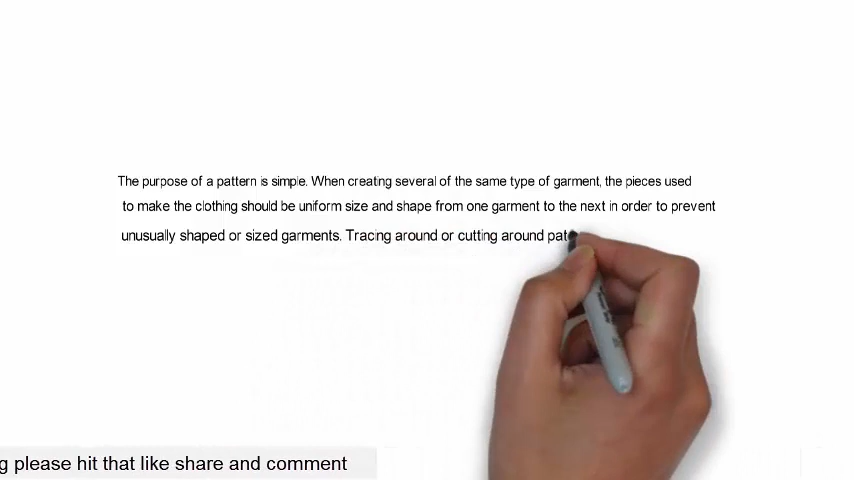 The purpose of a pattern is simple. When creating several of the same type of garment, the pieces used
to make the clothing should be uniform size and shape from one garment to the next in order to prevent
unusually shaped or sized garments. Tracing around or cutting around pat
please hit that like share and comment